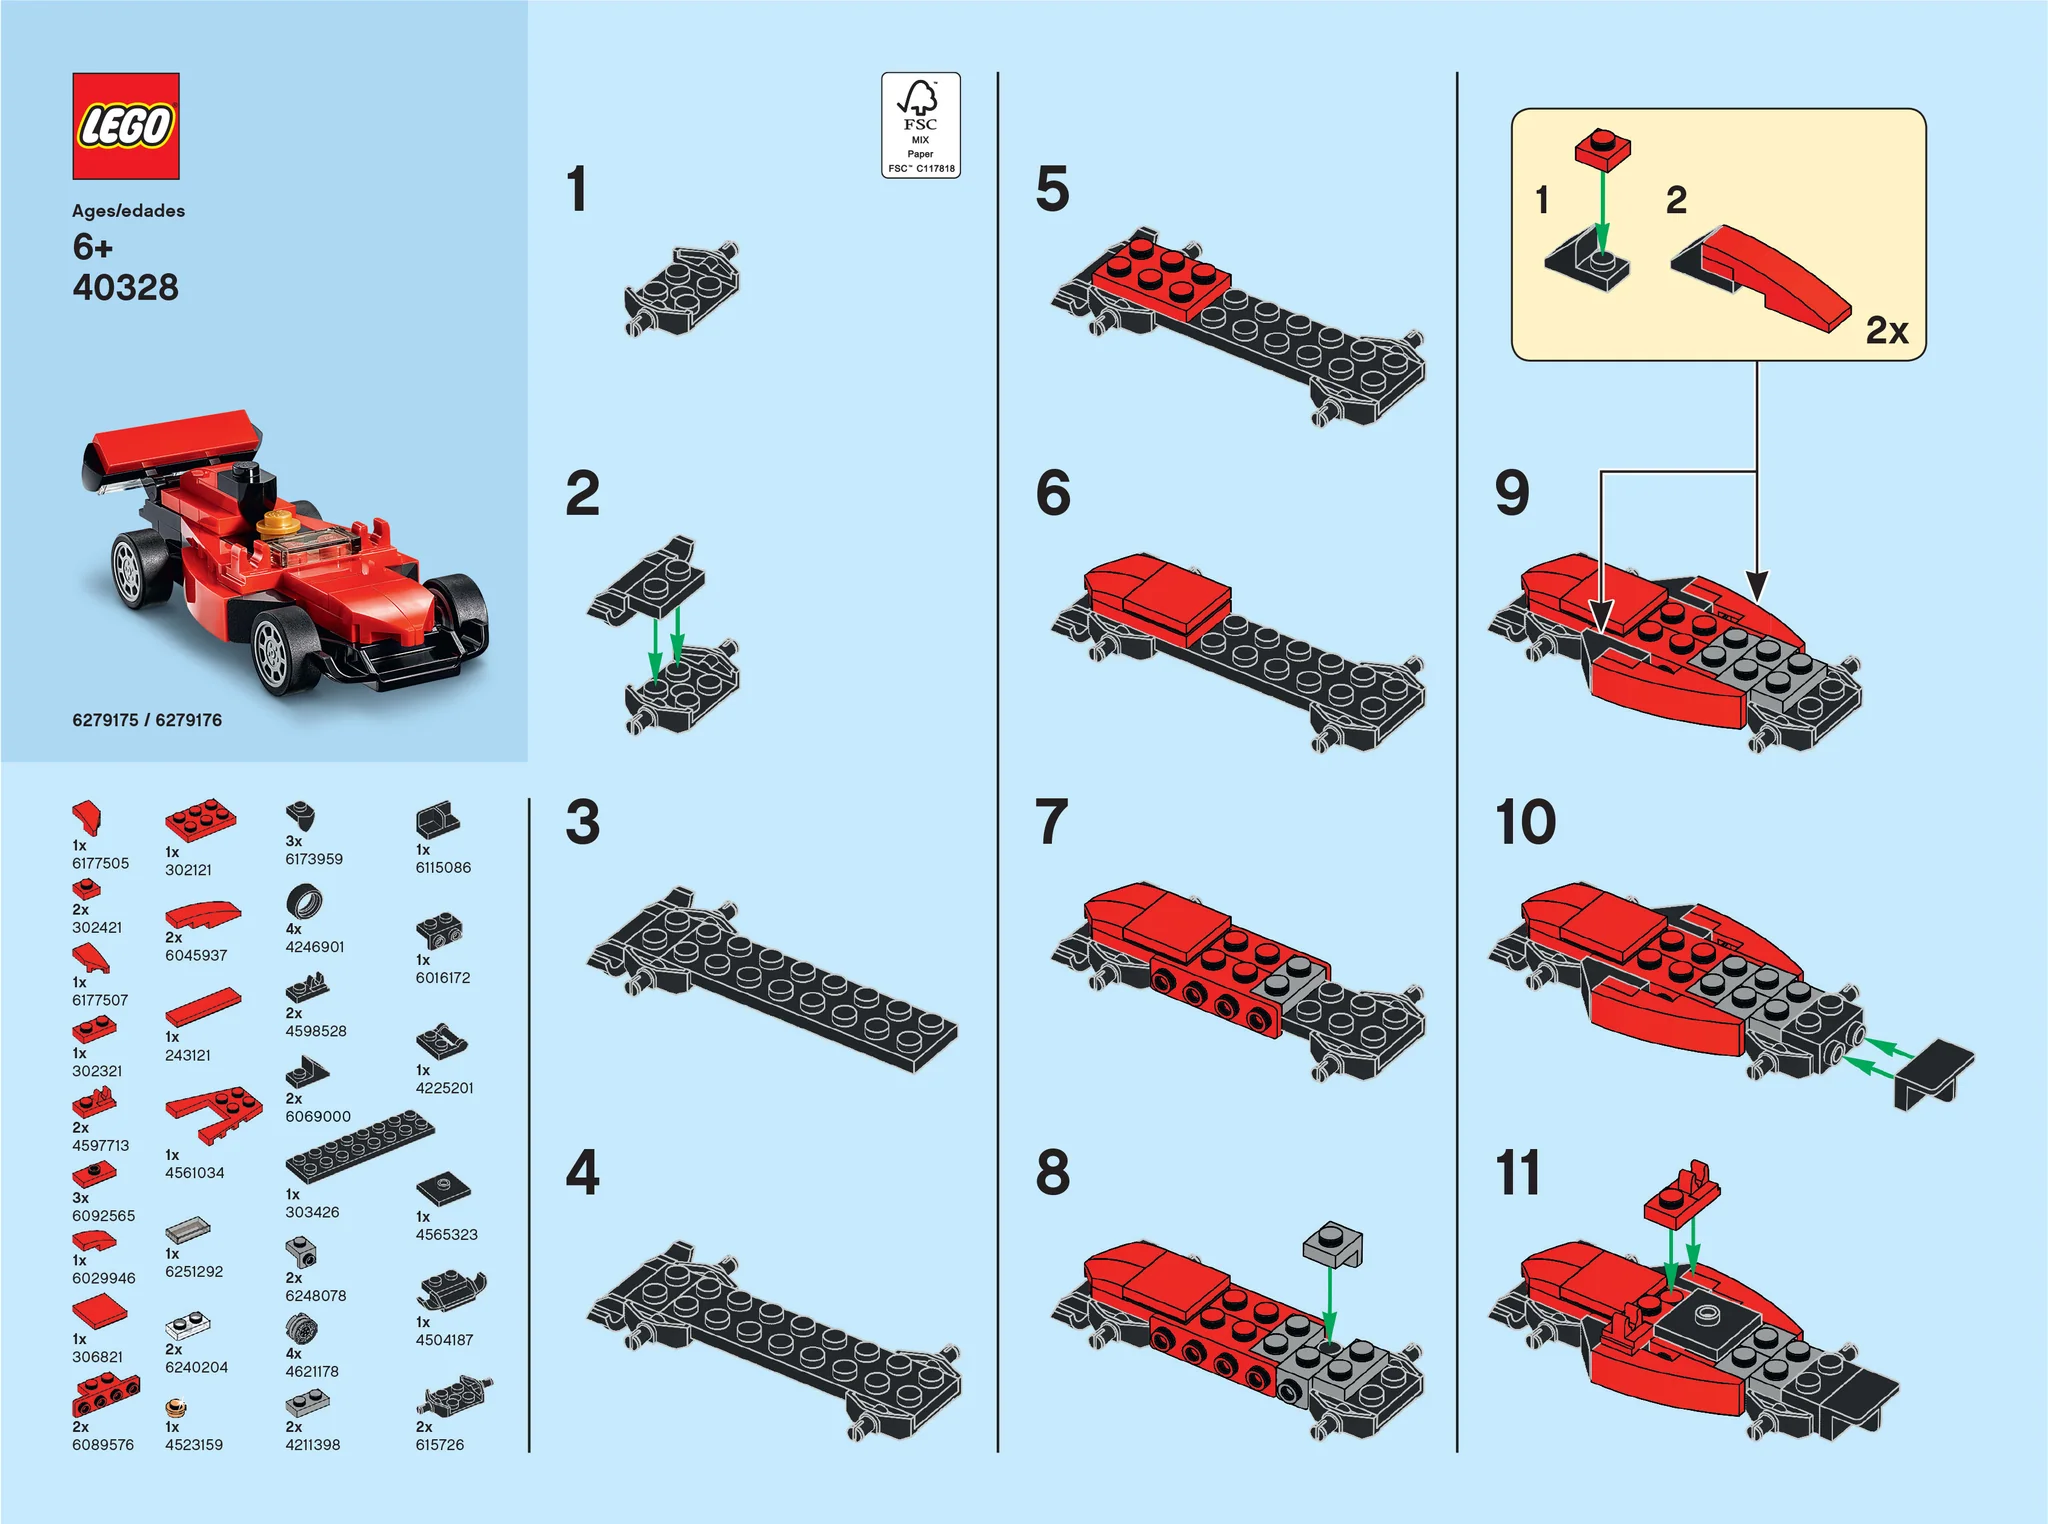 LEGO
Ages/edades
6+
40328
6279175 / 6279176
FSC™
MIX
Paper
FSC™ C117818
1x
6177505
2x
302421
1x
6177507
1x
302321
2x
4597713
3x
6092565
1x
6029946
1x
306821
2x
6089576
1x
302121
2x
6045937
1x
243121
1x
4561034
1x
6251292
2x
6240204
1x
4523159
3x
6173959
4x
4246901
2x
4598528
2x
6069000
1x
303426
2x
6248078
4x
4621178
2x
4211398
1x
6115086
1x
6016172
1x
4225201
1x
4565323
1x
4504187
2x
615726
1
2
3
4
5
6
7
8
1
2
2x
9
10
11